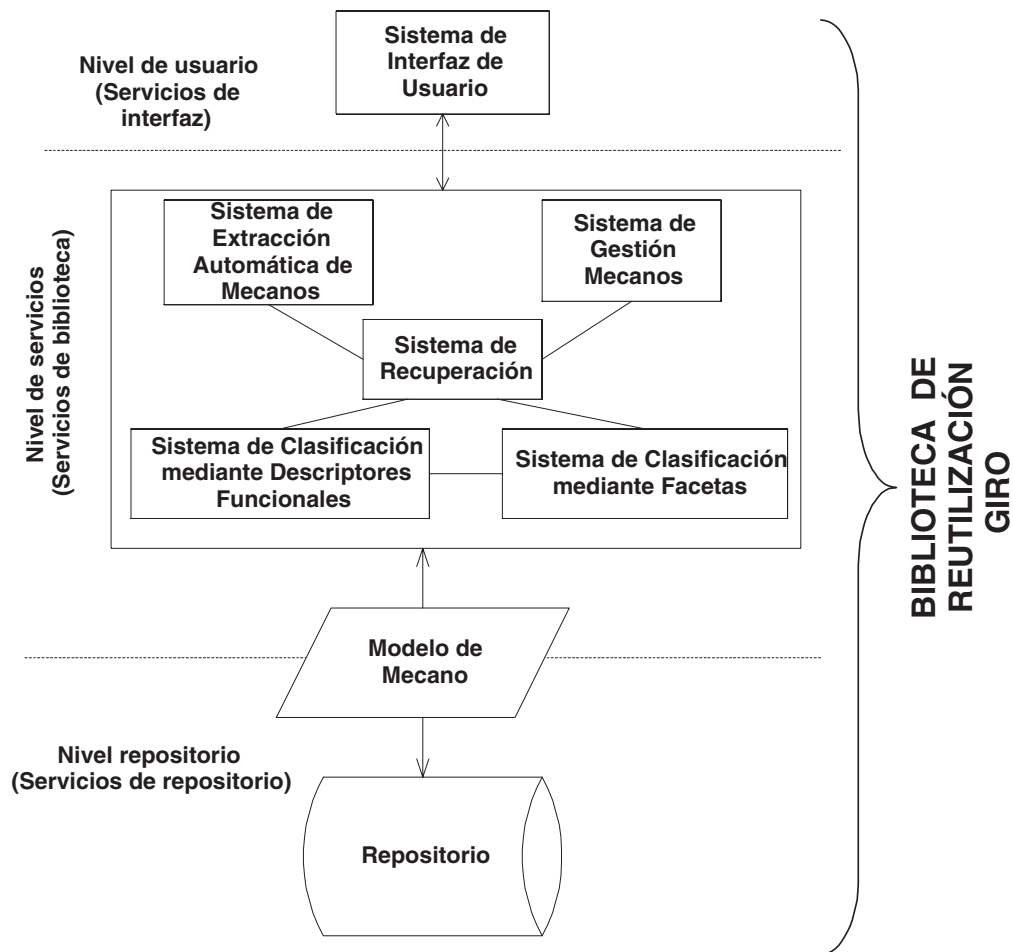 Sistema de
Interfaz de
Usuario
Nivel de usuario
(Servicios de
interfaz)
Nivel de servicios
(Servicios de biblioteca)
Sistema de
Extracción
Automática de
Mecanos
Sistema de
Gestión
Mecanos
Sistema de
Recuperación
Sistema de Clasificación
mediante Descriptores
Funcionales
Sistema de Clasificación
mediante Facetas
Modelo de
Mecano
Nivel repositorio
(Servicios de repositorio)
Repositorio
BIBLIOTECA DE
REUTILIZACIÓN
GIRO